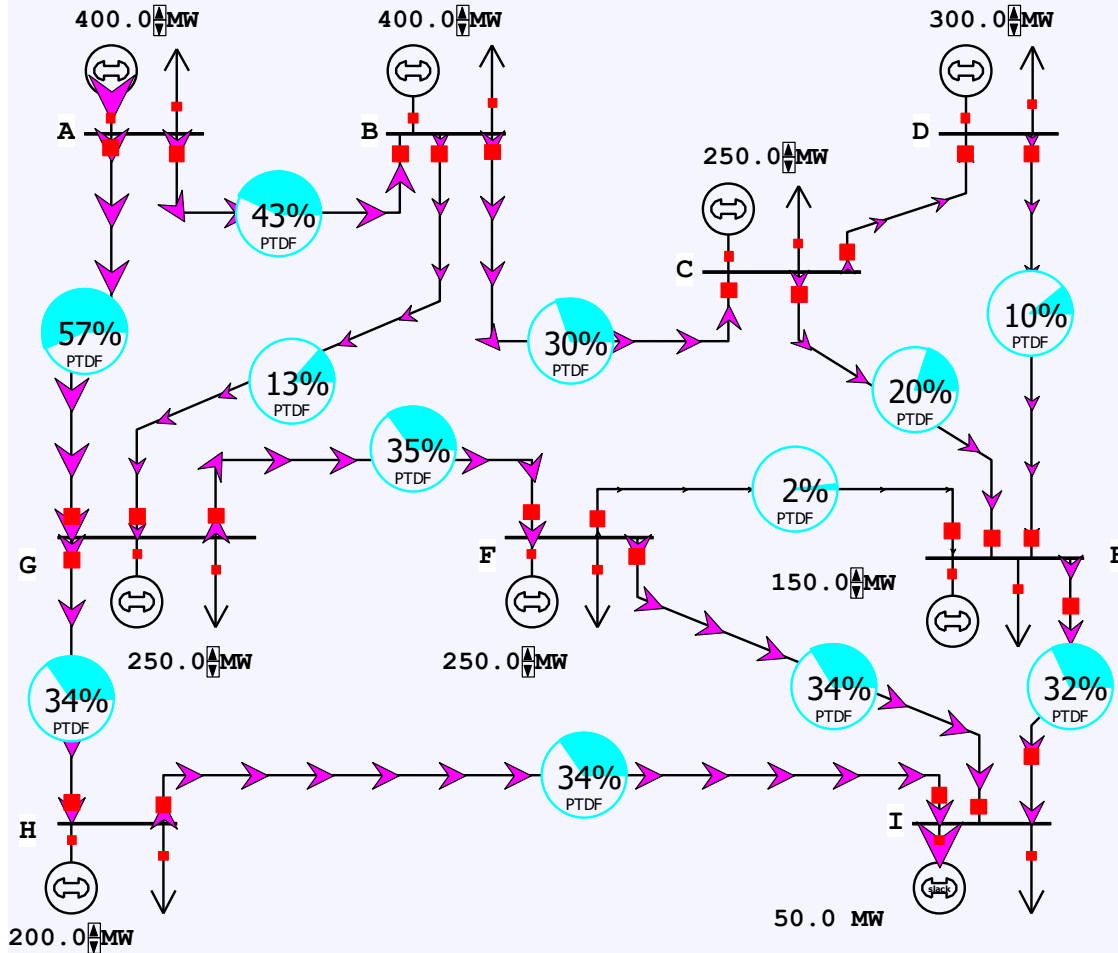 400.0 MW
400.0 MW
300.0 MW
A
B
D
250.0 MW
43%
PTDF
C
57%
PTDF
30%
PTDF
10%
PTDF
13%
PTDF
20%
PTDF
35%
PTDF
2%
PTDF
G
F
E
150.0 MW
250.0 MW
250.0 MW
34%
PTDF
34%
PTDF
32%
PTDF
34%
PTDF
H
I
slack
50.0 MW
200.0 MW